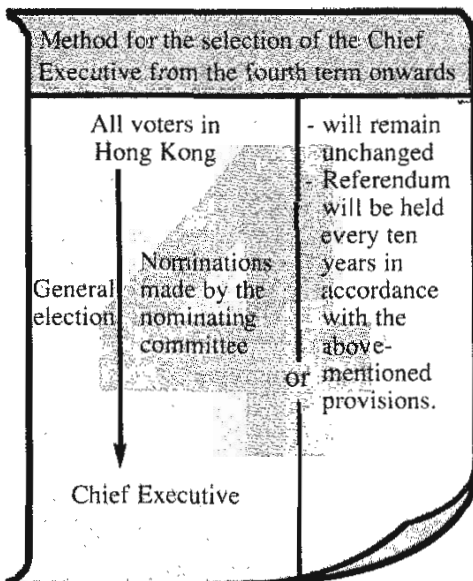 Method for the selection of the Chief
Executive from the fourth term onwards
All voters in
Hong Kong
General
election
Nominations
made by the
nominating
committee
Chief Executive
or
- will remain
unchanged
- Referendum
will be held
every ten
years in
accordance
with the
above-
mentioned
provisions.